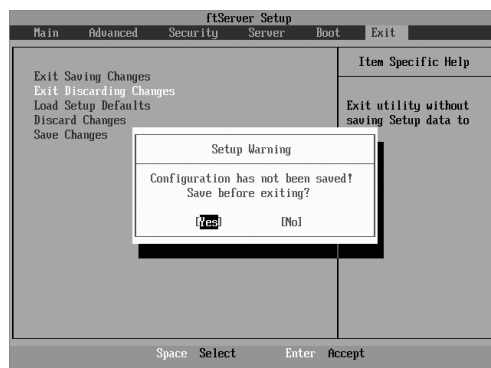 ftServer Setup
Main Advanced Security Server Boot Exit
Item Specific Help
Exit Saving Changes
Exit Discarding Changes
Load Setup Defaults
Discard Changes
Save Changes
Exit utility without
saving Setup data to
Setup Warning
Configuration has not been saved!
Save before exiting?
[Yes] [No]
Space Select Enter Accept